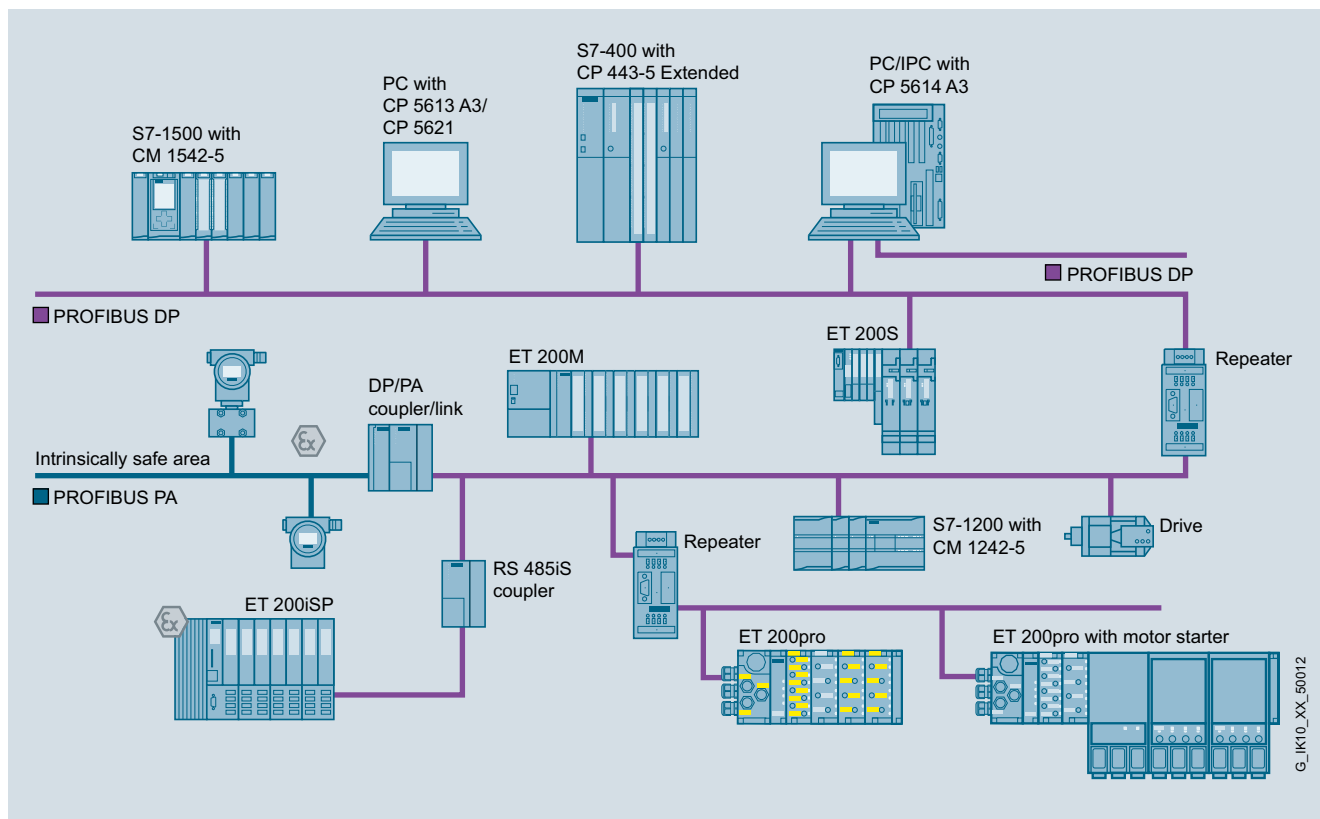 S7-400 with
CP 443-5 Extended
PC/IPC with
CP 5614 A3
PC with
CP 5613 A3/
CP 5621
S7-1500 with
CM 1542-5
PROFIBUS DP
PROFIBUS DP
ET 200S
ET 200M
Repeater
DP/PA
coupler/link
Ex
Intrinsically safe area
PROFIBUS PA
S7-1200 with
CM 1242-5
Drive
Repeater
RS 485iS
coupler
ET 200iSP
Ex
ET 200pro
ET 200pro with motor starter
G_IK10_XX_50012